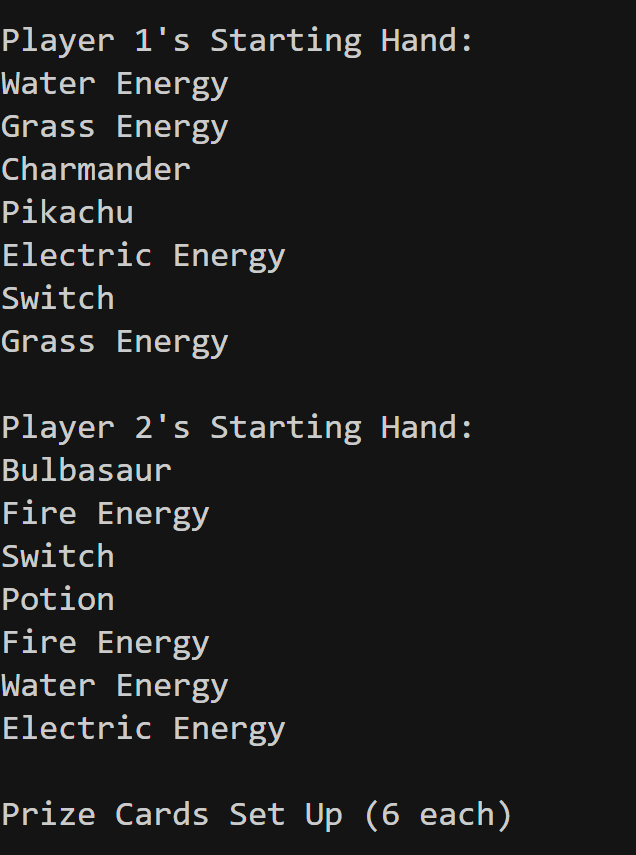 Player 1's Starting Hand:
Water Energy
Grass Energy
Charmander
Pikachu
Electric Energy
Switch
Grass Energy
Player 2's Starting Hand:
Bulbasaur
Fire Energy
Switch
Potion
Fire Energy
Water Energy
Electric Energy
Prize Cards Set Up (6 each)